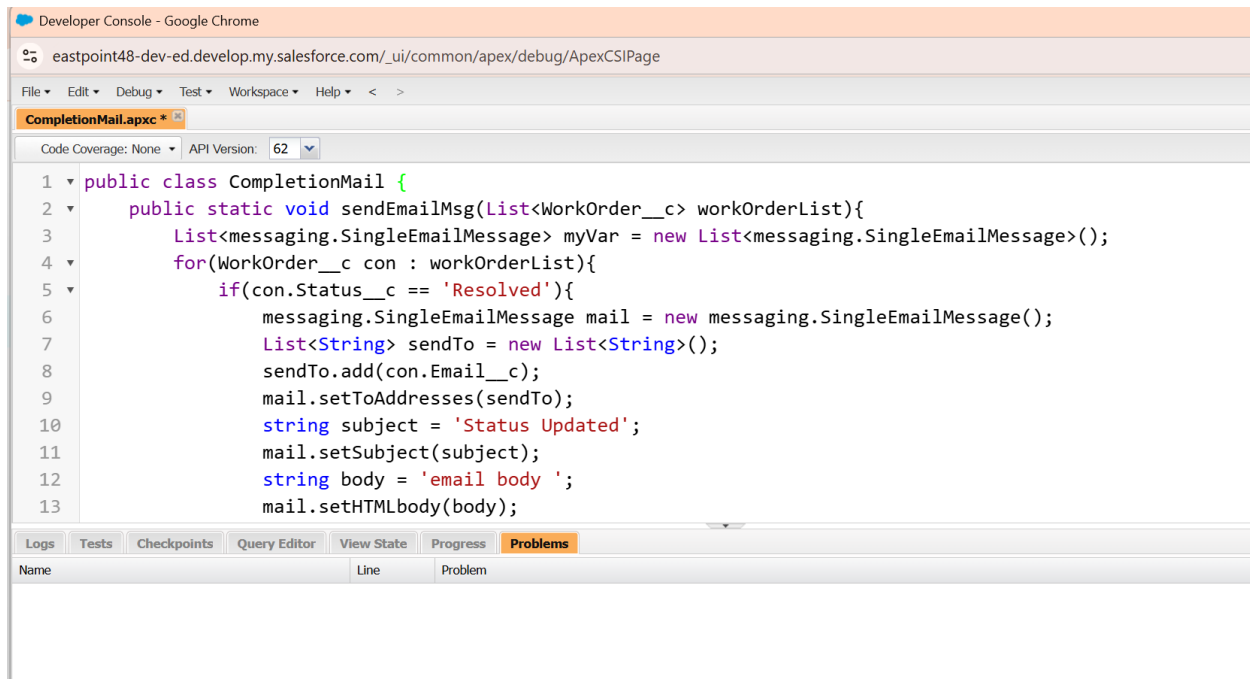 Developer Console - Google Chrome
eastpoint48-dev-ed.develop.my.salesforce.com/_ui/common/apex/debug/ApexCSIPage
File Edit Debug Test Workspace Help < >
CompletionMail.apxc *
Code Coverage: None API Version: 62
1 public class CompletionMail {
2 public static void sendEmailMsg(List<WorkOrder__c> workOrderList){
3 List<messaging.SingleEmailMessage> myVar = new List<messaging.SingleEmailMessage>();
4 for(WorkOrder__c con : workOrderList){
5 if(con.Status__c == 'Resolved'){
6 messaging.SingleEmailMessage mail = new messaging.SingleEmailMessage();
7 List<String> sendTo = new List<String>();
8 sendTo.add(con.Email__c);
9 mail.setToAddresses(sendTo);
10 string subject = 'Status Updated';
11 mail.setSubject(subject);
12 string body = 'email body ';
13 mail.setHTMLbody(body);
Logs Tests Checkpoints Query Editor View State Progress Problems
Name Line Problem